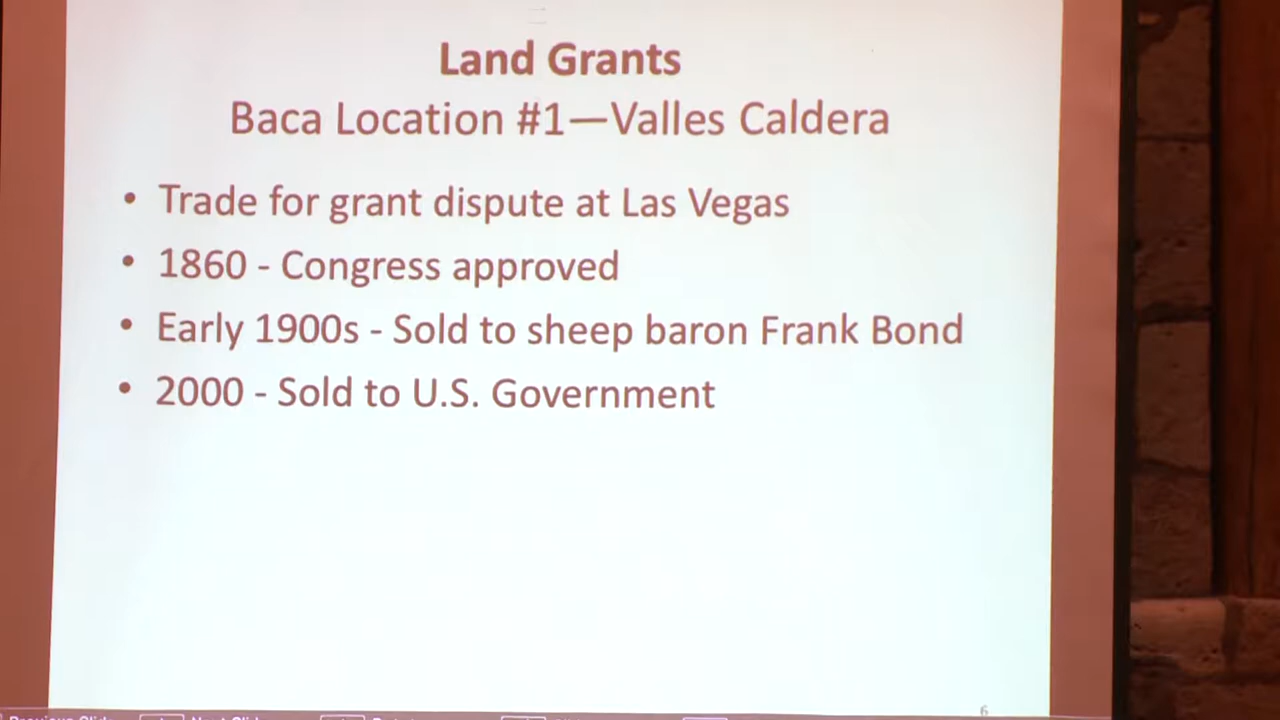 Land Grants
Baca Location #1—Valles Caldera
• Trade for grant dispute at Las Vegas
• 1860 - Congress approved
• Early 1900s - Sold to sheep baron Frank Bond
• 2000 - Sold to U.S. Government
6